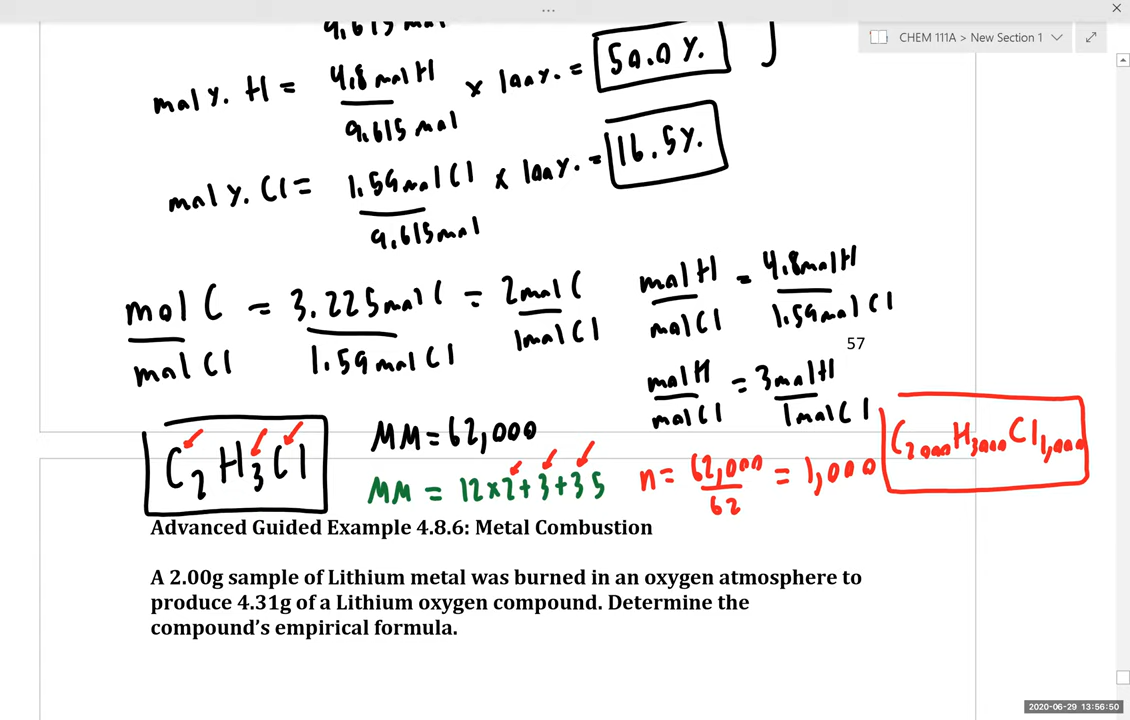 CHEM 111A > New Section 1
9.615 mol
mol %. H = 4.8 mol H / 9.615 mol × 100 %. = 50.0 %.
mol %. Cl = 1.59 mol Cl / 9.615 mol × 100 %. = 16.5 %.
mol C / mol Cl = 3.225 mol C / 1.59 mol Cl = 2 mol C / 1 mol Cl
mol H / mol Cl = 4.8 mol H / 1.59 mol Cl
57
mol H / mol Cl = 3 mol H / 1 mol Cl
C2H3Cl
MM = 62,000
MM = 12 × 2 + 3 + 35
n = 62,000 / 62 = 1,000
C2000H3000Cl1,000
Advanced Guided Example 4.8.6: Metal Combustion
A 2.00g sample of Lithium metal was burned in an oxygen atmosphere to
produce 4.31g of a Lithium oxygen compound. Determine the
compound's empirical formula.
2020-06-29 13:56:50